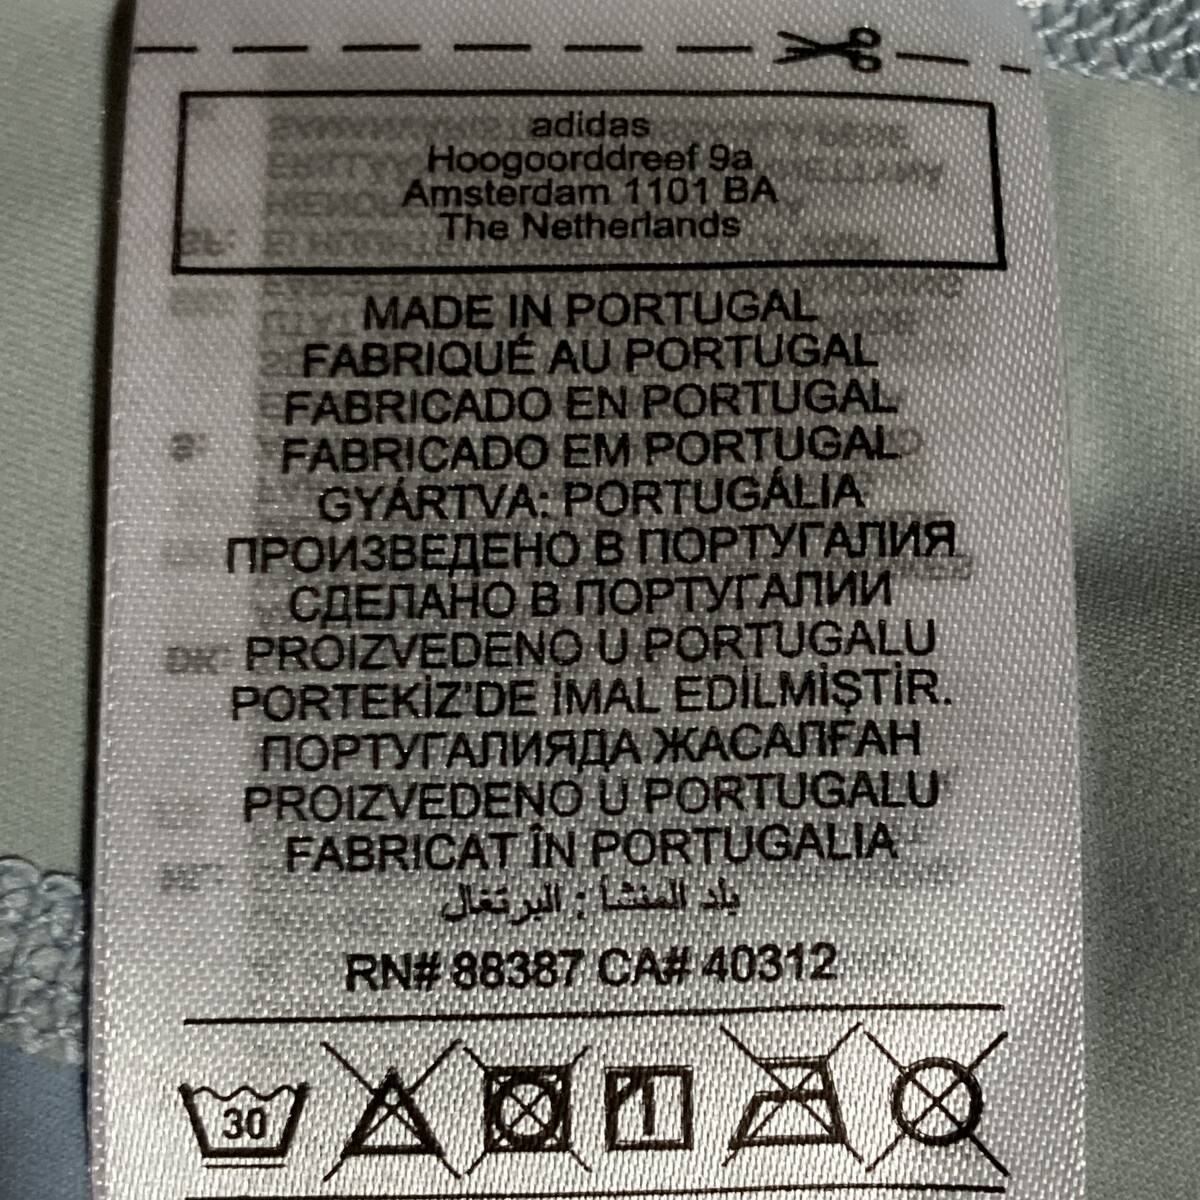 adidas
Hoogoorddreef 9a
Amsterdam 1101 BA
The Netherlands
MADE IN PORTUGAL
FABRIQUÉ AU PORTUGAL
FABRICADO EN PORTUGAL
FABRICADO EM PORTUGAL
GYÁRTVA: PORTUGÁLIA
ПРОИЗВЕДЕНО В ПОРТУГАЛИЯ
СДЕЛАНО В ПОРТУГАЛИИ
PROIZVEDENO U PORTUGALU
PORTEKİZ'DE İMAL EDİLMİŞTİR.
ПОРТУГАЛИЯДА ЖАСАЛҒАН
PROIZVEDENO U PORTUGALU
FABRICAT ÎN PORTUGALIA
بلد المنشأ : البرتغال
RN# 88387 CA# 40312
30